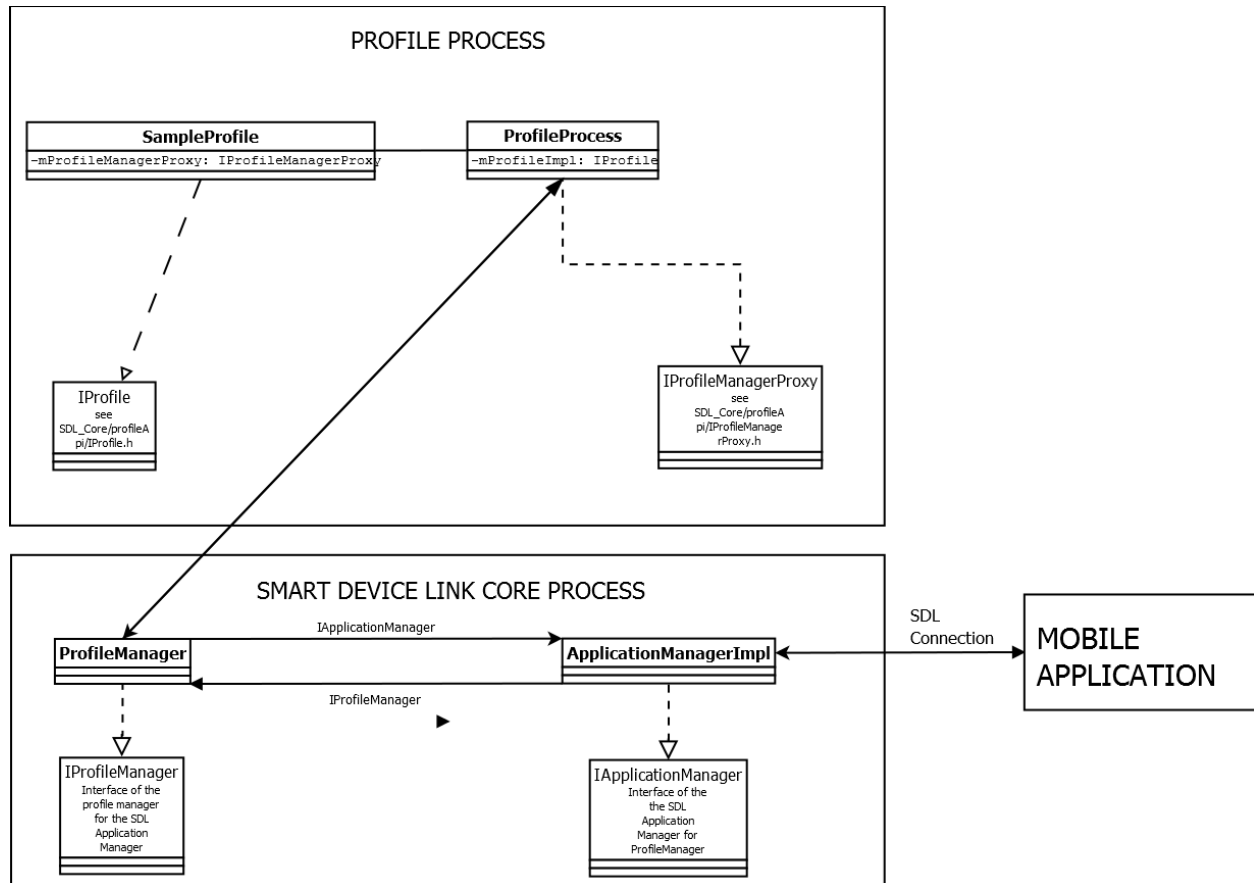 PROFILE PROCESS
SampleProfile
-mProfileManagerProxy: IProfileManagerProxy
ProfileProcess
-mProfileImpl: IProfile
IProfile
see
SDL_Core/profileA
pi/IProfile.h
IProfileManagerProxy
see
SDL_Core/profileA
pi/IProfileManage
rProxy.h
SMART DEVICE LINK CORE PROCESS
IApplicationManager
ProfileManager
ApplicationManagerImpl
IProfileManager
SDL
Connection
MOBILE
APPLICATION
IProfileManager
Interface of the
profile manager
for the SDL
Application
Manager
IApplicationManager
Interface of the
the SDL
Application
Manager for
ProfileManager